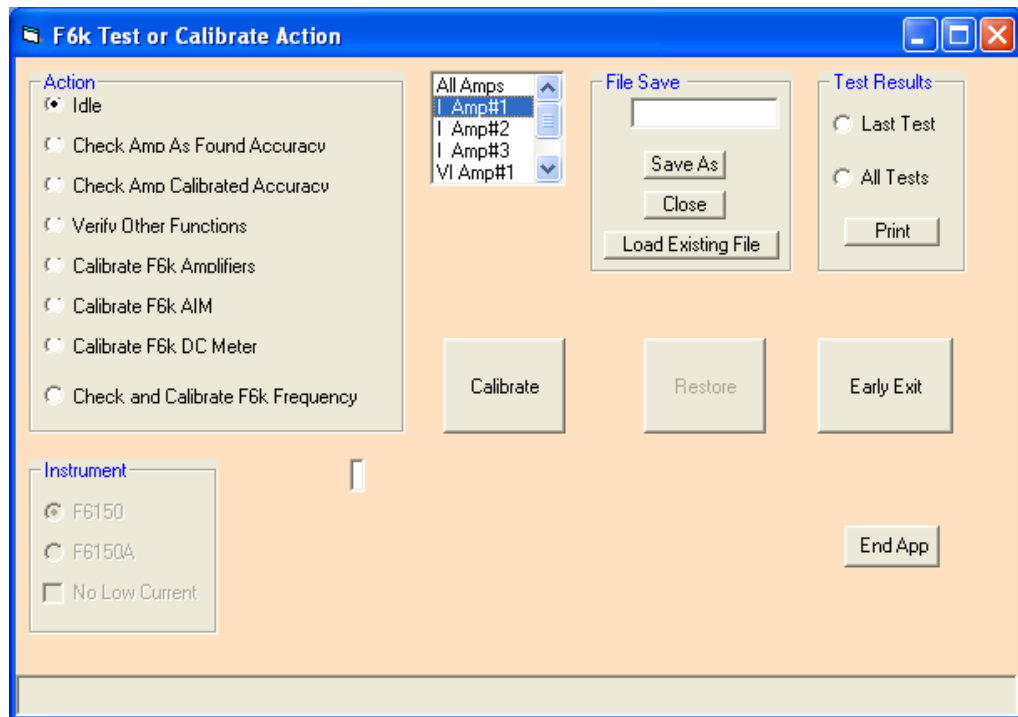 F6k Test or Calibrate Action
Action
Idle
Check Amp As Found Accuracy
Check Amp Calibrated Accuracy
Verify Other Functions
Calibrate F6k Amplifiers
Calibrate F6k AIM
Calibrate F6k DC Meter
Check and Calibrate F6k Frequency
All Amps
I Amp#1
I Amp#2
I Amp#3
VI Amp#1
File Save
Save As
Close
Load Existing File
Test Results
Last Test
All Tests
Print
Calibrate
Restore
Early Exit
Instrument
F6150
F6150A
No Low Current
End App